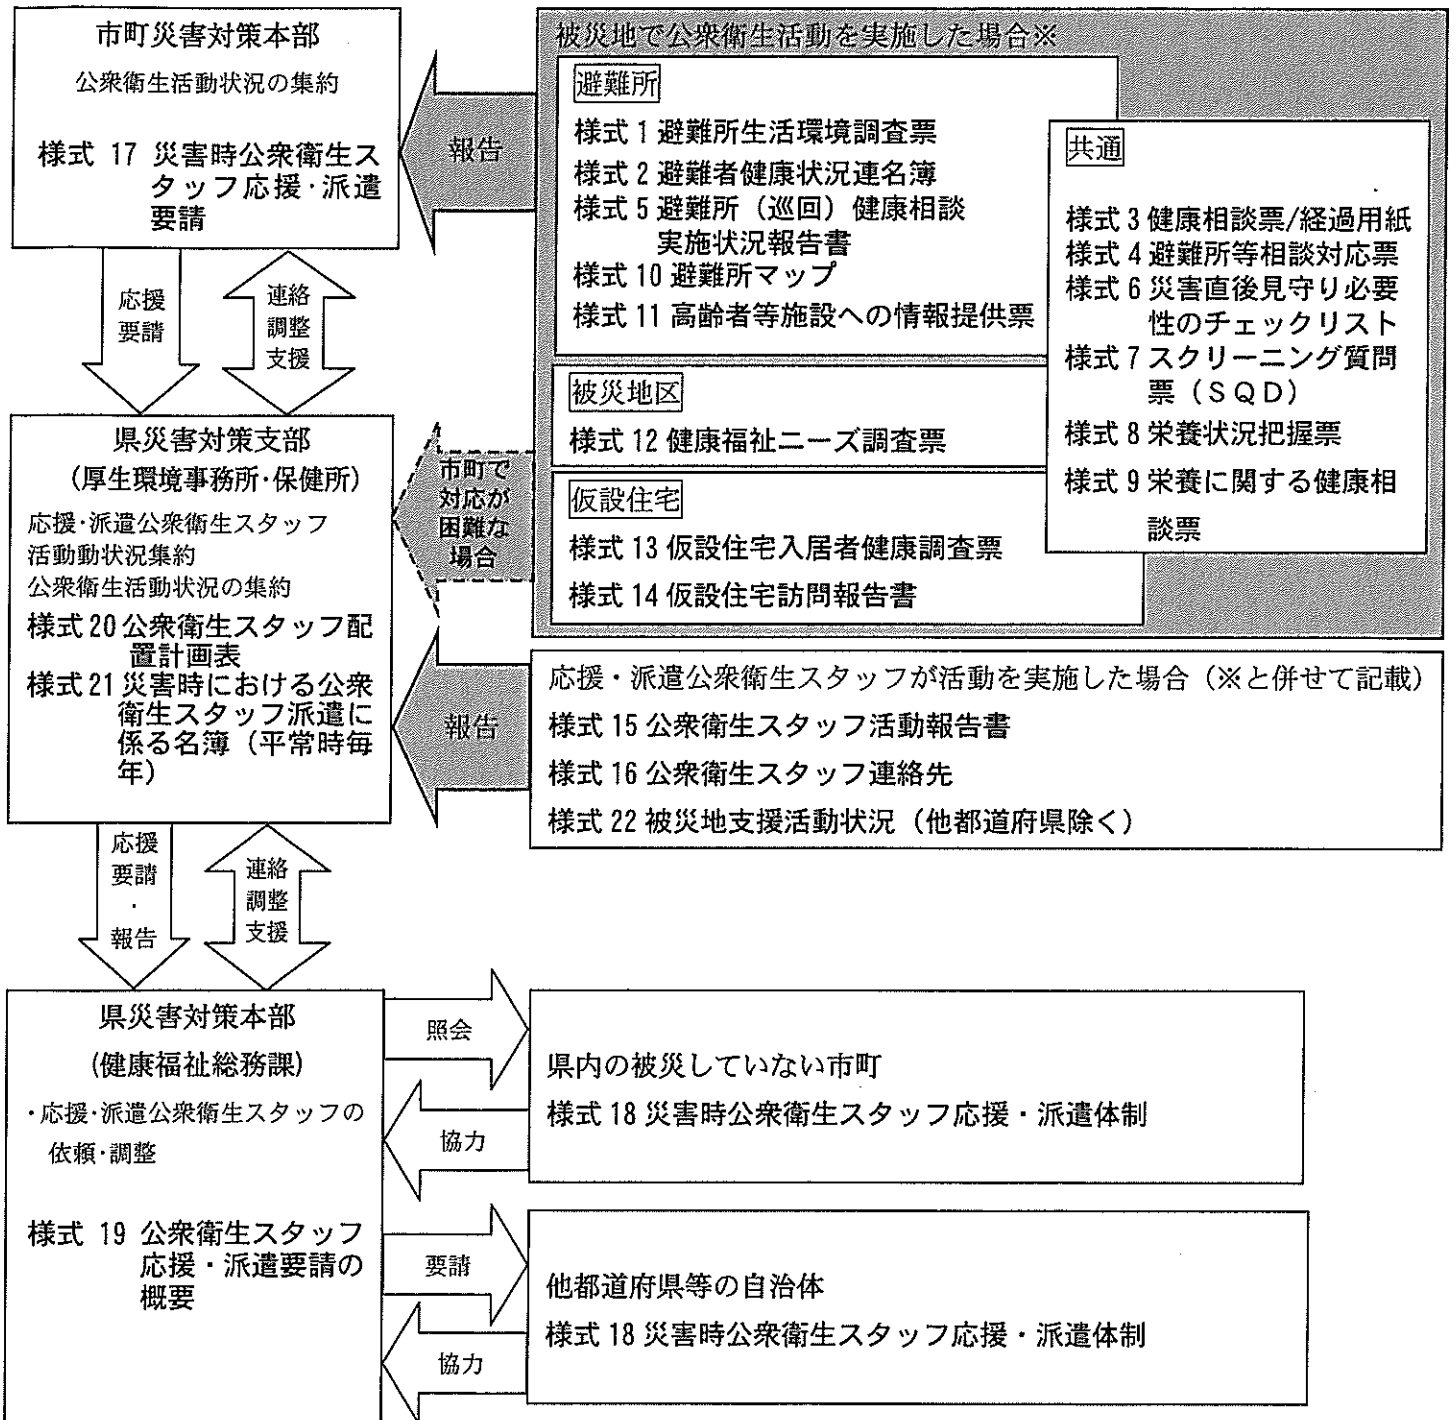 市町災害対策本部
公衆衛生活動状況の集約
様式 17 災害時公衆衛生ス
タッフ応援・派遣
要請
応援
要請
連絡
調整
支援
報告
被災地で公衆衛生活動を実施した場合※
避難所
様式 1 避難所生活環境調査票
様式 2 避難者健康状況連名簿
様式 5 避難所（巡回）健康相談
実施状況報告書
様式 10 避難所マップ
様式 11 高齢者等施設への情報提供票
被災地区
様式 12 健康福祉ニーズ調査票
仮設住宅
様式 13 仮設住宅入居者健康調査票
様式 14 仮設住宅訪問報告書
共通
様式 3 健康相談票/経過用紙
様式 4 避難所等相談対応票
様式 6 災害直後見守り必要
性のチェックリスト
様式 7 スクリーニング質問
票（ＳＱＤ）
様式 8 栄養状況把握票
様式 9 栄養に関する健康相
談票
県災害対策支部
（厚生環境事務所・保健所）
応援・派遣公衆衛生スタッフ
活動動状況集約
公衆衛生活動状況の集約
様式 20 公衆衛生スタッフ配
置計画表
様式 21 災害時における公衆
衛生スタッフ派遣に
係る名簿（平常時毎
年）
市町で
対応が
困難な
場合
報告
応援・派遣公衆衛生スタッフが活動を実施した場合（※と併せて記載）
様式 15 公衆衛生スタッフ活動報告書
様式 16 公衆衛生スタッフ連絡先
様式 22 被災地支援活動状況（他都道府県除く）
応援
要請
・
報告
連絡
調整
支援
県災害対策本部
（健康福祉総務課）
・応援・派遣公衆衛生スタッフの
依頼・調整
様式 19 公衆衛生スタッフ
応援・派遣要請の
概要
照会
協力
県内の被災していない市町
様式 18 災害時公衆衛生スタッフ応援・派遣体制
要請
協力
他都道府県等の自治体
様式 18 災害時公衆衛生スタッフ応援・派遣体制